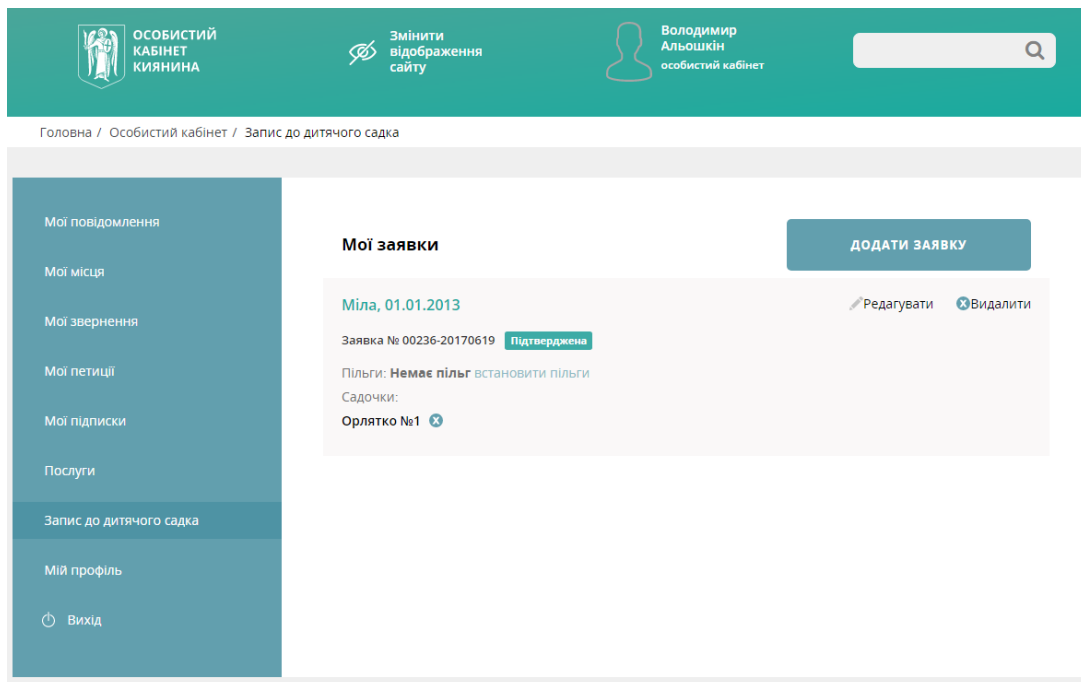 ОСОБИСТИЙ
КАБІНЕТ
КИЯНИНА
Змінити
відображення
сайту
Володимир
Альошкін
особистий кабінет
Головна / Особистий кабінет / Запис до дитячого садка
Мої повідомлення
Мої місця
Мої звернення
Мої петиції
Мої підписки
Послуги
Запис до дитячого садка
Мій профіль
Вихід
Мої заявки
ДОДАТИ ЗАЯВКУ
Міла, 01.01.2013
Редагувати
Видалити
Заявка № 00236-20170619 Підтверджена
Пільги: Немає пільг встановити пільги
Садочки:
Орлятко №1